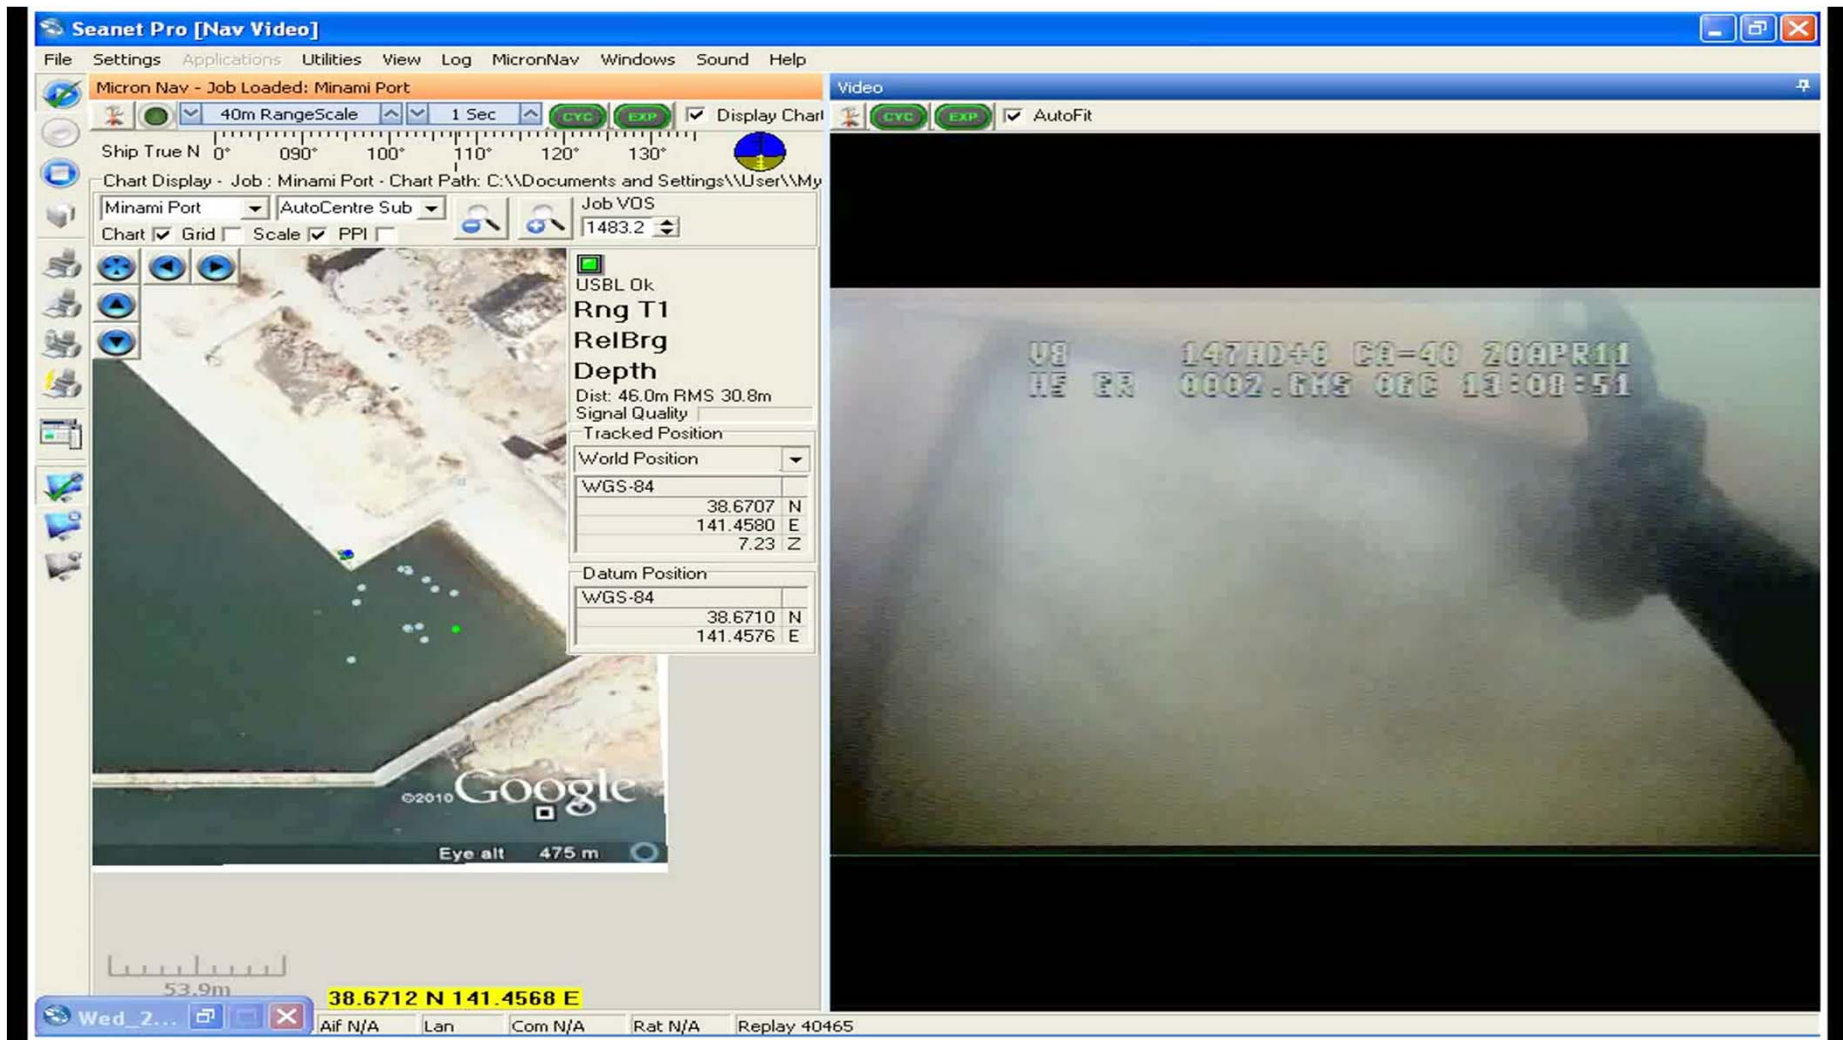 Seanet Pro [Nav Video]
File Settings Applications Utilities View Log MicronNav Windows Sound Help
Micron Nav - Job Loaded: Minami Port
40m RangeScale 1 Sec CYC EXP Display Chart
Ship True N 0° 090° 100° 110° 120° 130°
Chart Display - Job : Minami Port - Chart Path: C:\\Documents and Settings\\User\\My
Minami Port AutoCentre Sub
Job VOS
1483.2
Chart Grid Scale PPI
USBL Ok
Rng T1
RelBrg
Depth
Dist: 46.0m RMS 30.8m
Signal Quality
Tracked Position
World Position
WGS-84
38.6707 N
141.4580 E
7.23 Z
Datum Position
WGS-84
38.6710 N
141.4576 E
©2010 Google
Eye alt 475 m
53.9m
38.6712 N 141.4568 E
Wed_2...
Aif N/A Lan Com N/A Rat N/A Replay 40465
Video
CYC EXP AutoFit
147HD+0 CA=40 20APR11
13:08:51